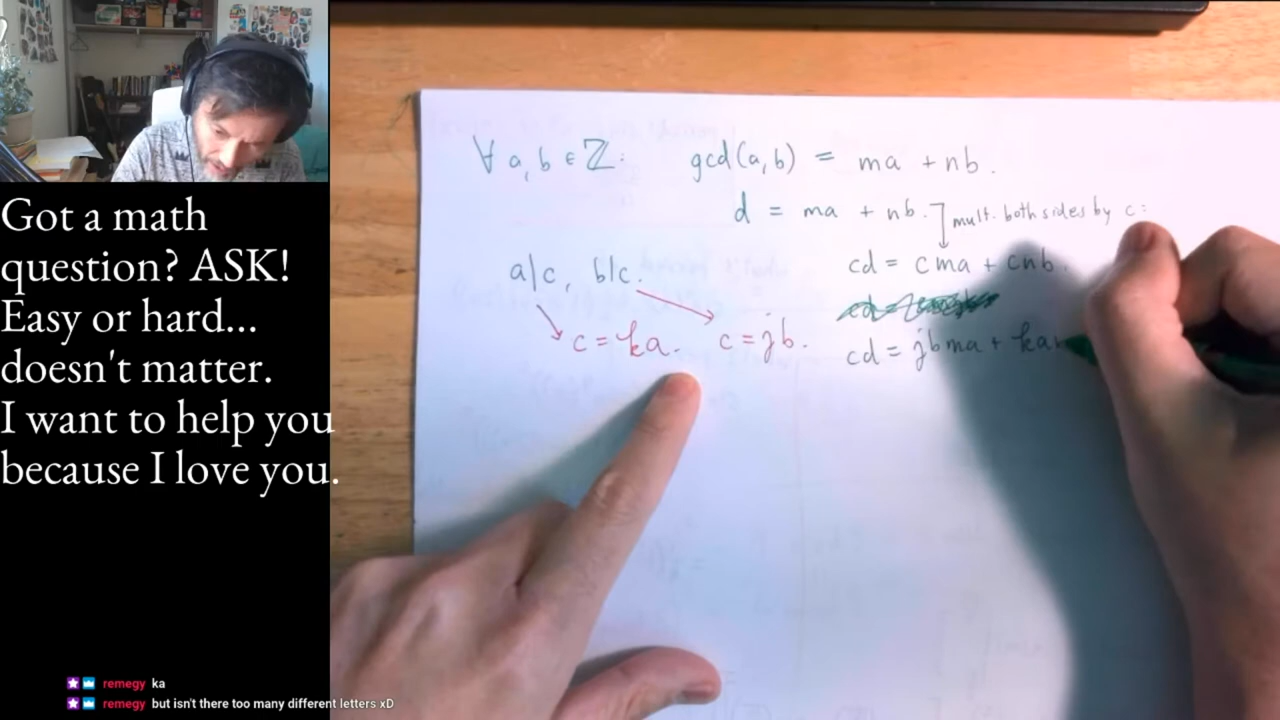 Got a math
question? ASK!
Easy or hard...
doesn't matter.
I want to help you
because I love you.
∀ a, b ∈ ℤ: gcd(a, b) = ma + nb.
d = ma + nb. mult. both sides by c:
a|c, b|c. cd = cma + cnb.
c = ka. c = jb. cd = jbma + kan
remegy ka
remegy but isn't there too many different letters xD